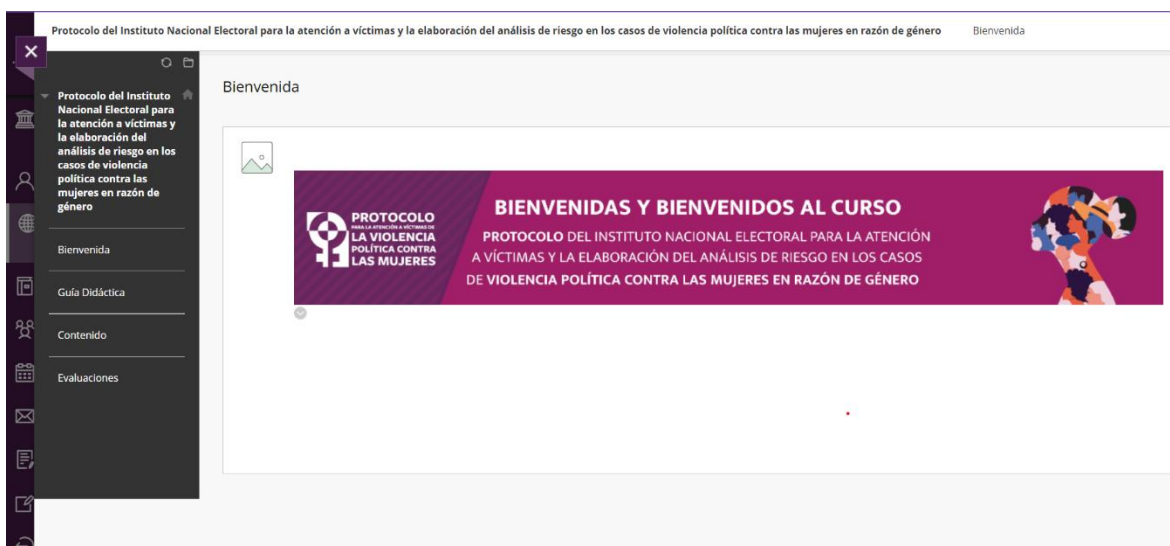 Protocolo del Instituto Nacional Electoral para la atención a víctimas y la elaboración del análisis de riesgo en los casos de violencia política contra las mujeres en razón de género Bienvenida
Protocolo del Instituto
Nacional Electoral para
la atención a víctimas y
la elaboración del
análisis de riesgo en los
casos de violencia
política contra las
mujeres en razón de
género
Bienvenida
Guía Didáctica
Contenido
Evaluaciones
Bienvenida
PROTOCOLO
PARA LA ATENCIÓN A VÍCTIMAS DE
LA VIOLENCIA
POLÍTICA CONTRA
LAS MUJERES
BIENVENIDAS Y BIENVENIDOS AL CURSO
PROTOCOLO DEL INSTITUTO NACIONAL ELECTORAL PARA LA ATENCIÓN
A VÍCTIMAS Y LA ELABORACIÓN DEL ANÁLISIS DE RIESGO EN LOS CASOS
DE VIOLENCIA POLÍTICA CONTRA LAS MUJERES EN RAZÓN DE GÉNERO